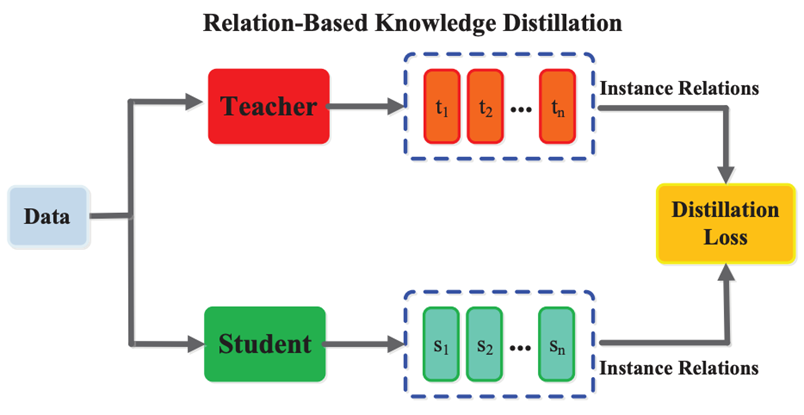 Relation-Based Knowledge Distillation
Teacher
t1 t2 ... tn
Instance Relations
Data
Distillation
Loss
Student
s1 s2 ... sn
Instance Relations